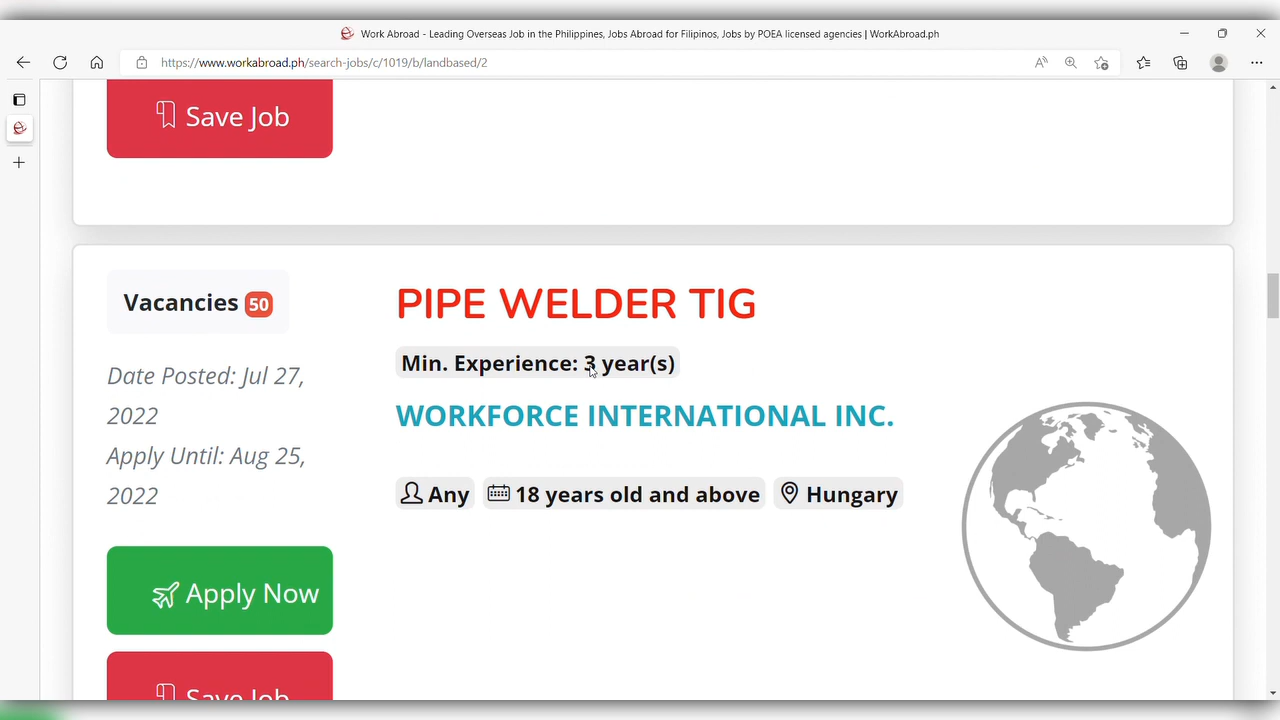 Work Abroad - Leading Overseas Job in the Philippines, Jobs Abroad for Filipinos, Jobs by POEA licensed agencies | WorkAbroad.ph
https://www.workabroad.ph/search-jobs/c/1019/b/landbased/2
Save Job
Vacancies 50
Date Posted: Jul 27,
2022
Apply Until: Aug 25,
2022
Apply Now
Save Job
PIPE WELDER TIG
Min. Experience: 3 year(s)
WORKFORCE INTERNATIONAL INC.
Any 18 years old and above Hungary